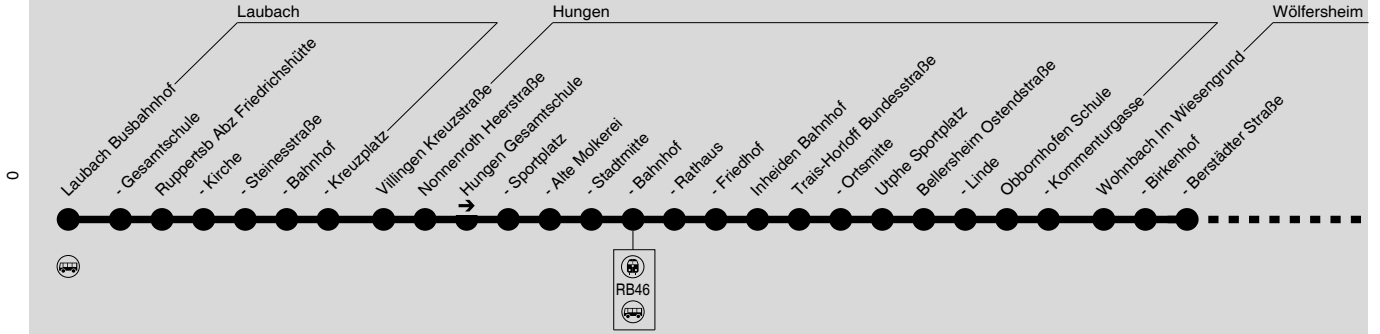 Laubach
Hungen
Wölfersheim
Laubach Busbahnhof
- Gesamtschule
Ruppertsb Abz Friedrichshütte
- Kirche
- Steinesstraße
- Bahnhof
- Kreuzplatz
Villingen Kreuzstraße
Nonnenroth Heerstraße
Hungen Gesamtschule
- Sportplatz
- Alte Molkerei
- Stadtmitte
- Bahnhof
- Rathaus
- Friedhof
Inheiden Bahnhof
Trais-Horloff Bundesstraße
- Ortsmitte
Utphe Sportplatz
Bellersheim Ostendstraße
- Linde
Obbornhofen Schule
- Kommenturgasse
Wohnbach Im Wiesengrund
- Birkenhof
- Berstädter Straße
0
RB46